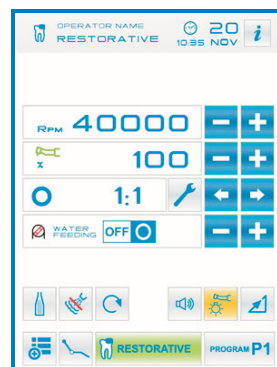 OPERATOR NAME
RESTORATIVE
20
10:35 NOV
i
RPM 40000
% 100
1:1
WATER FEEDING OFF
RESTORATIVE
PROGRAM P1